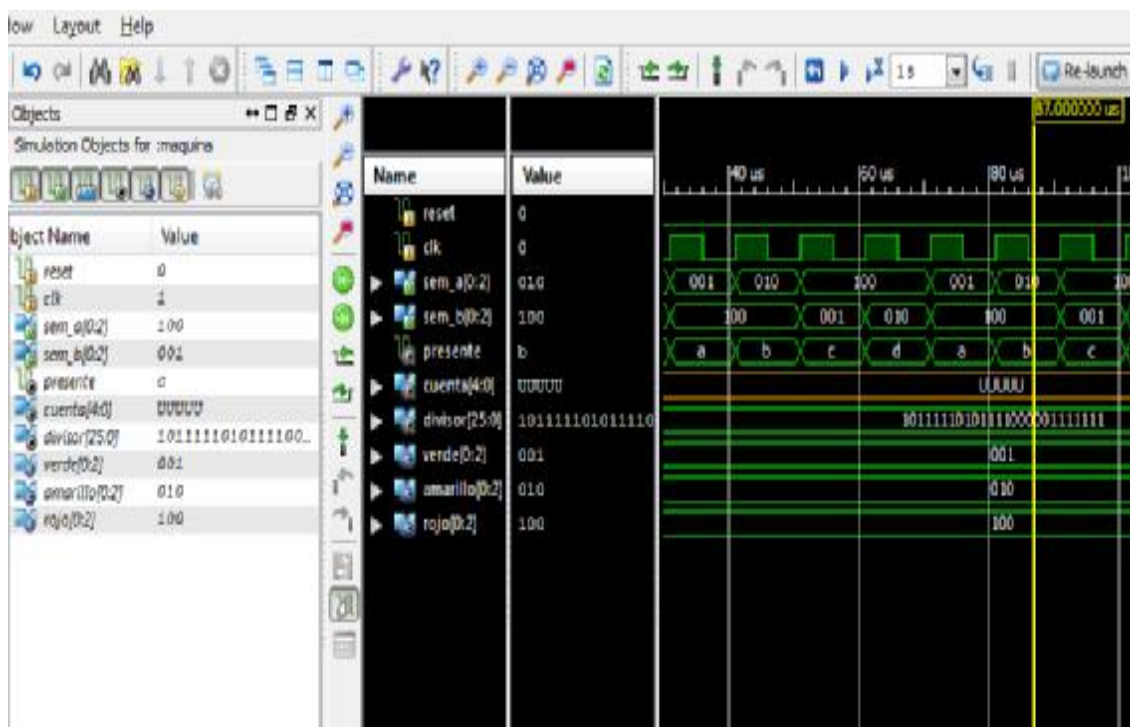 Layout Help
1s Re-launch
Objects
Simulation Objects for :maquina
Object Name Value
reset 0
clk 1
sem_a[0:2] 100
sem_b[0:2] 001
presente c
cuenta[4:0] UUUUU
divisor[25:0] 1011111010111100...
verde[0:2] 001
amarillo[0:2] 010
rojo[0:2] 100
Name Value
reset 0
clk 0
sem_a[0:2] 010
sem_b[0:2] 100
presente b
cuenta[4:0] UUUUU
divisor[25:0] 101111101011110
verde[0:2] 001
amarillo[0:2] 010
rojo[0:2] 100
87.000000 us
40 us 60 us 80 us
001 010 100 001 010 100
100 001 010 100 001
a b c d a b c
UUUUU
001
010
100